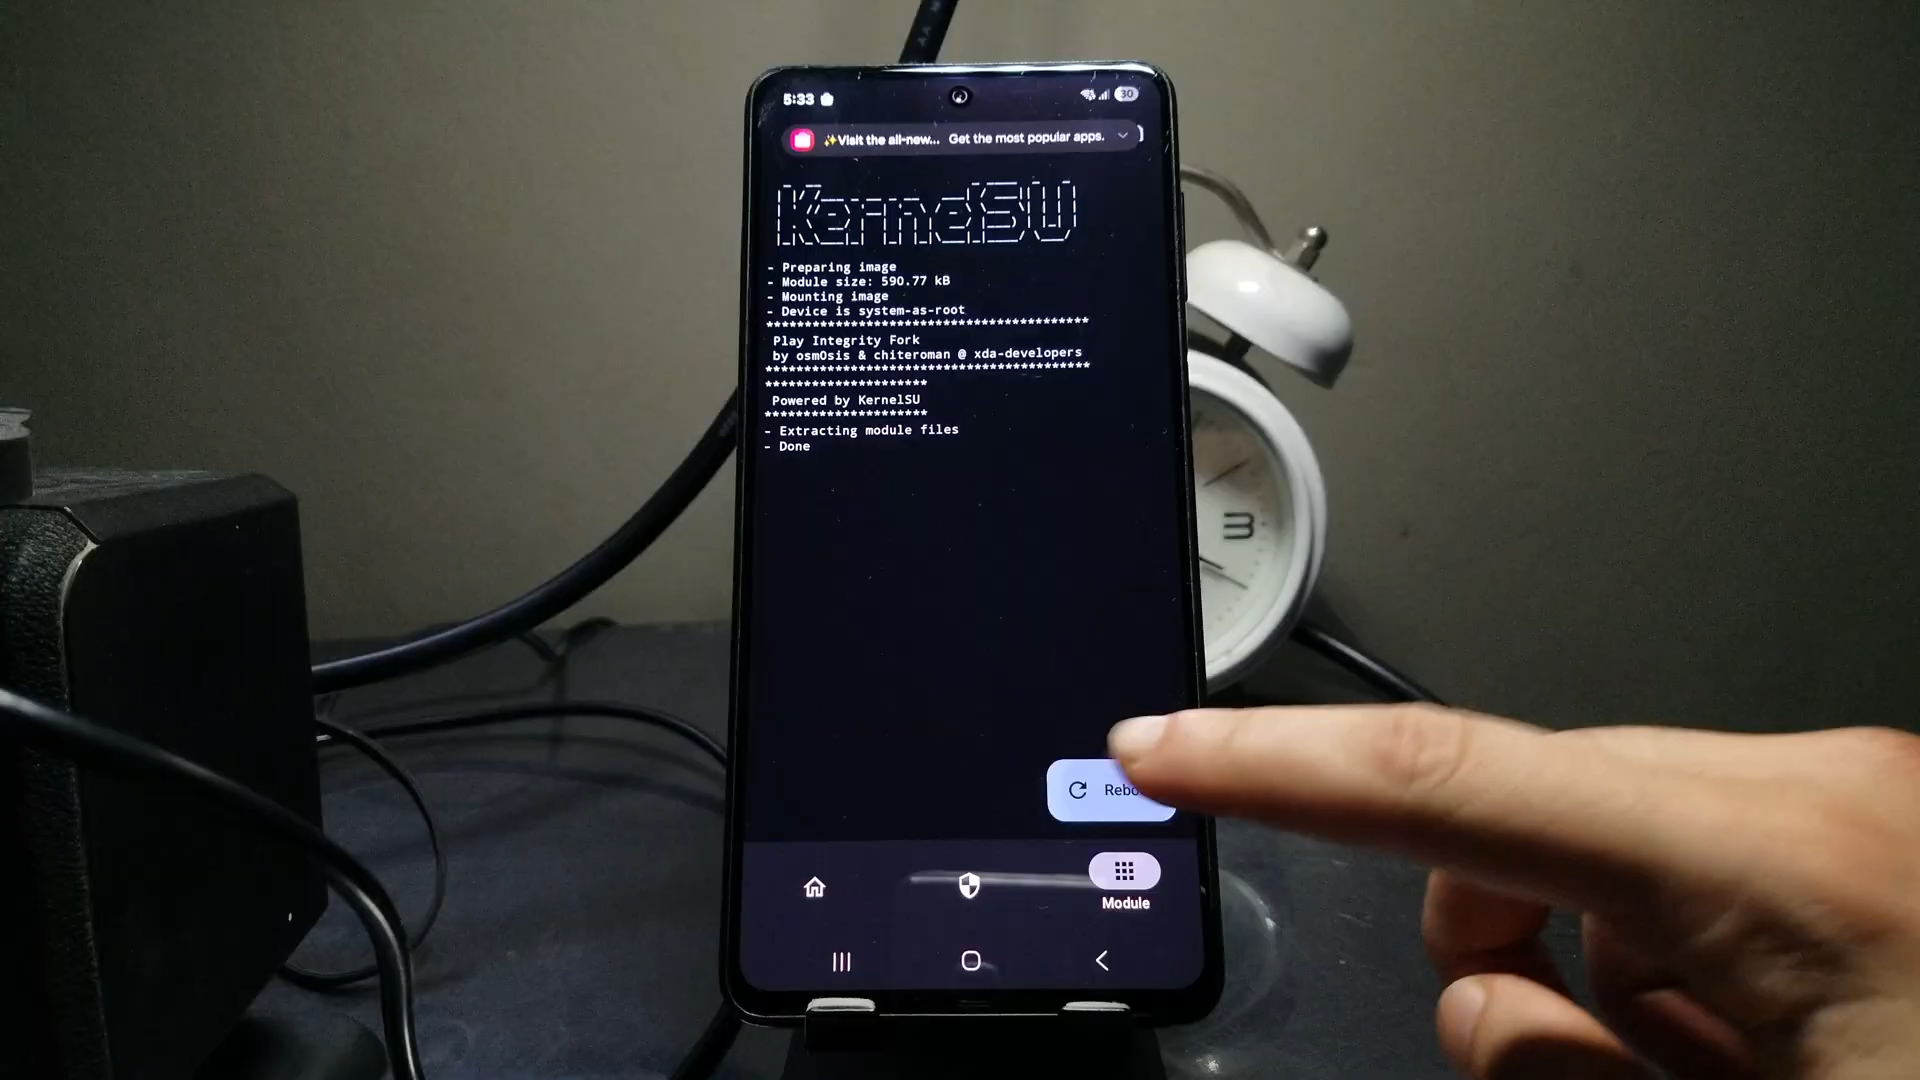 5:33
30
✨Visit the all-new... Get the most popular apps.
KernelSU
- Preparing image
- Module size: 590.77 kB
- Mounting image
- Device is system-as-root
******************************************
Play Integrity Fork
by osm0sis & chiteroman @ xda-developers
******************************************
*********************
Powered by KernelSU
*********************
- Extracting module files
- Done
3
Rebo
Module